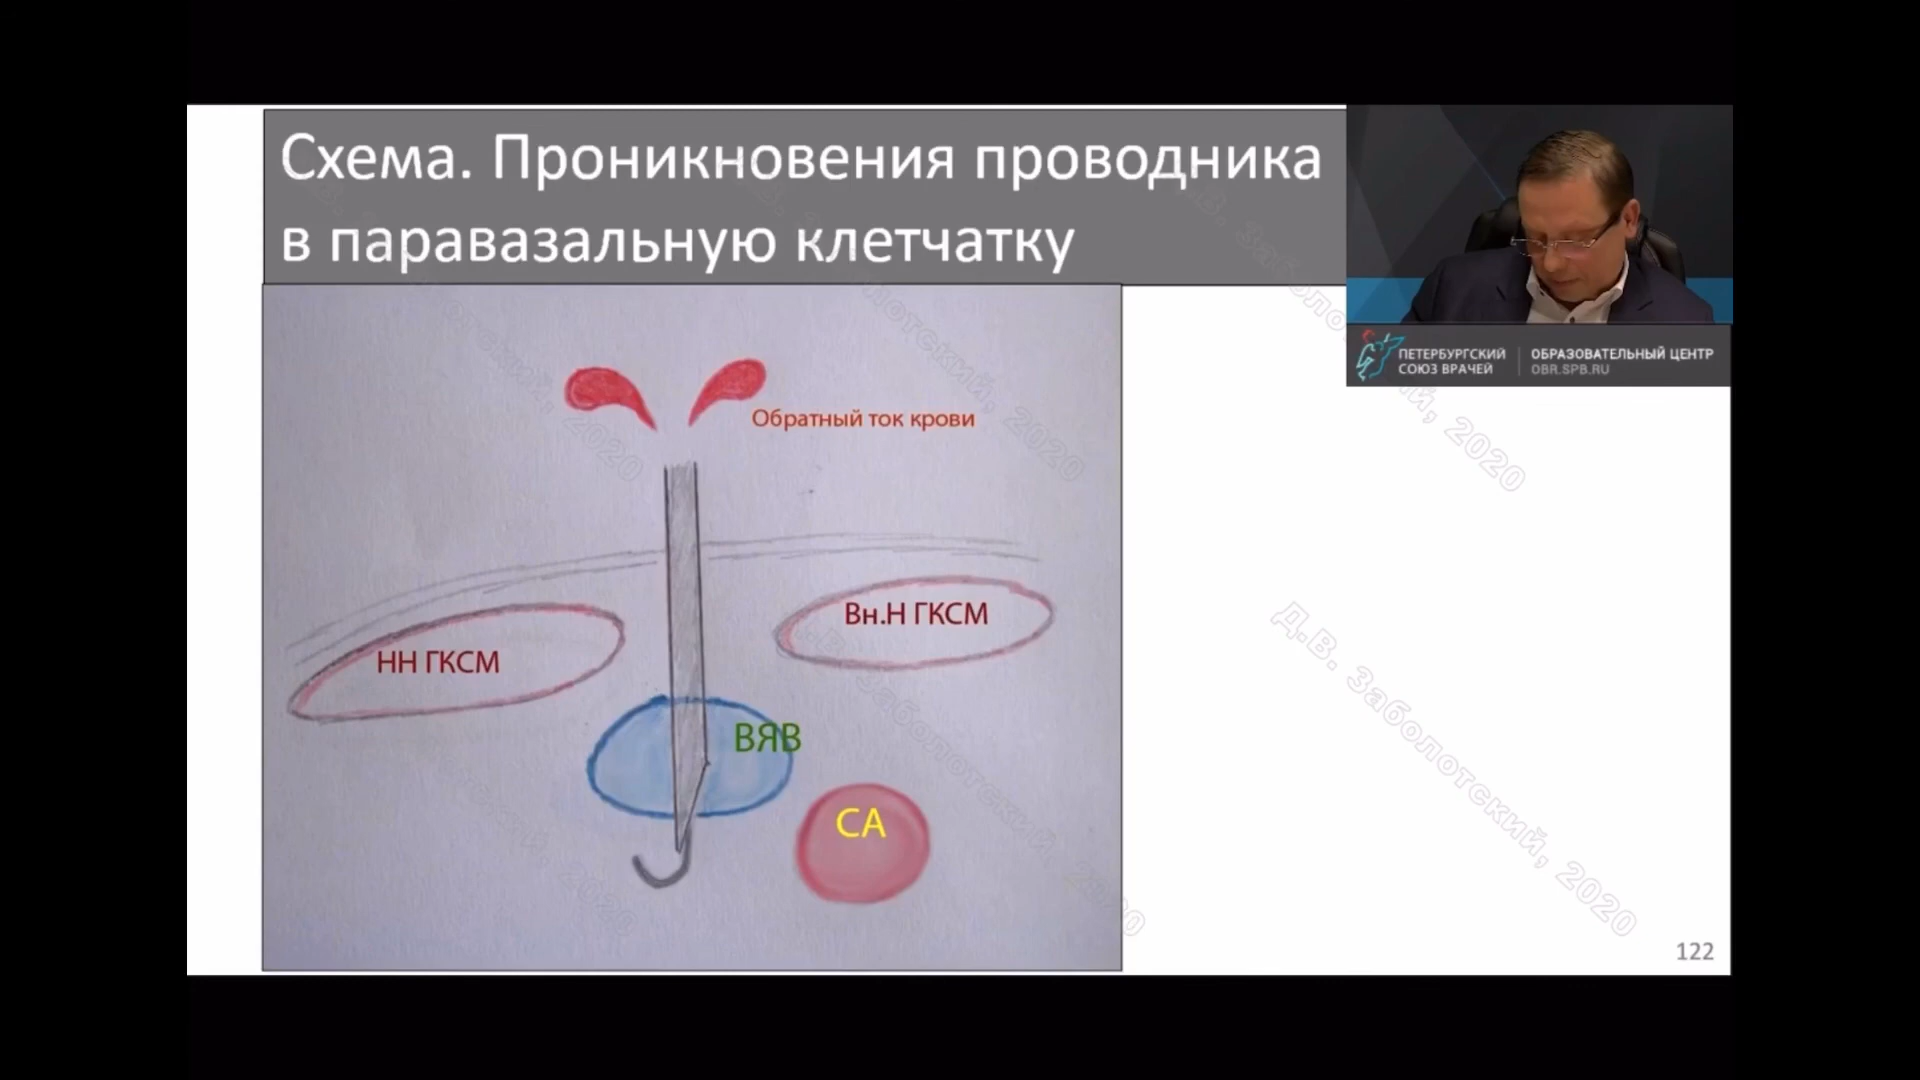 Схема. Проникновения проводника
в паравазальную клетчатку
ПЕТЕРБУРГСКИЙ
СОЮЗ ВРАЧЕЙ
ОБРАЗОВАТЕЛЬНЫЙ ЦЕНТР
OBR.SPB.RU
Обратный ток крови
Вн.Н ГКСМ
НН ГКСМ
ВЯВ
СА
Д.В. Заболотский, 2020
122